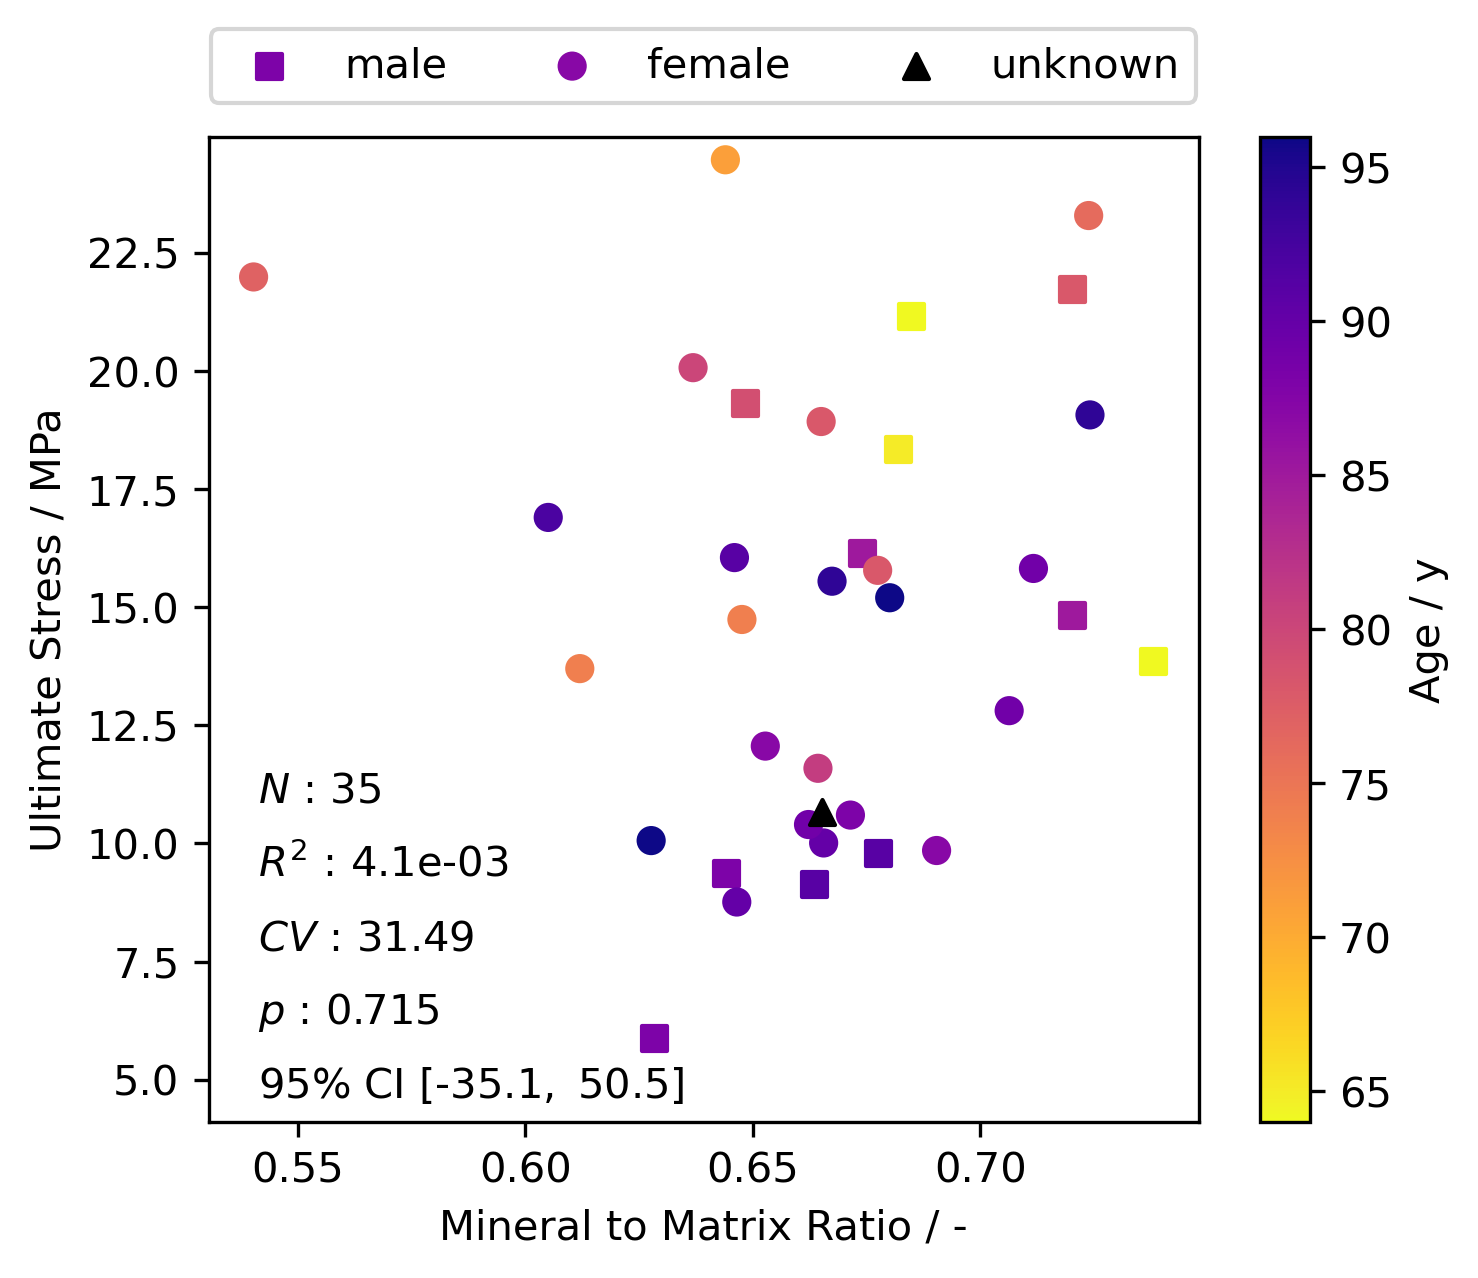 male female unknown
22.5
20.0
17.5
15.0
12.5
10.0
7.5
5.0
Ultimate Stress / MPa
N : 35
R² : 4.1e-03
CV : 31.49
p : 0.715
95% CI [-35.1, 50.5]
0.55 0.60 0.65 0.70
Mineral to Matrix Ratio / -
95
90
85
80
75
70
65
Age / y